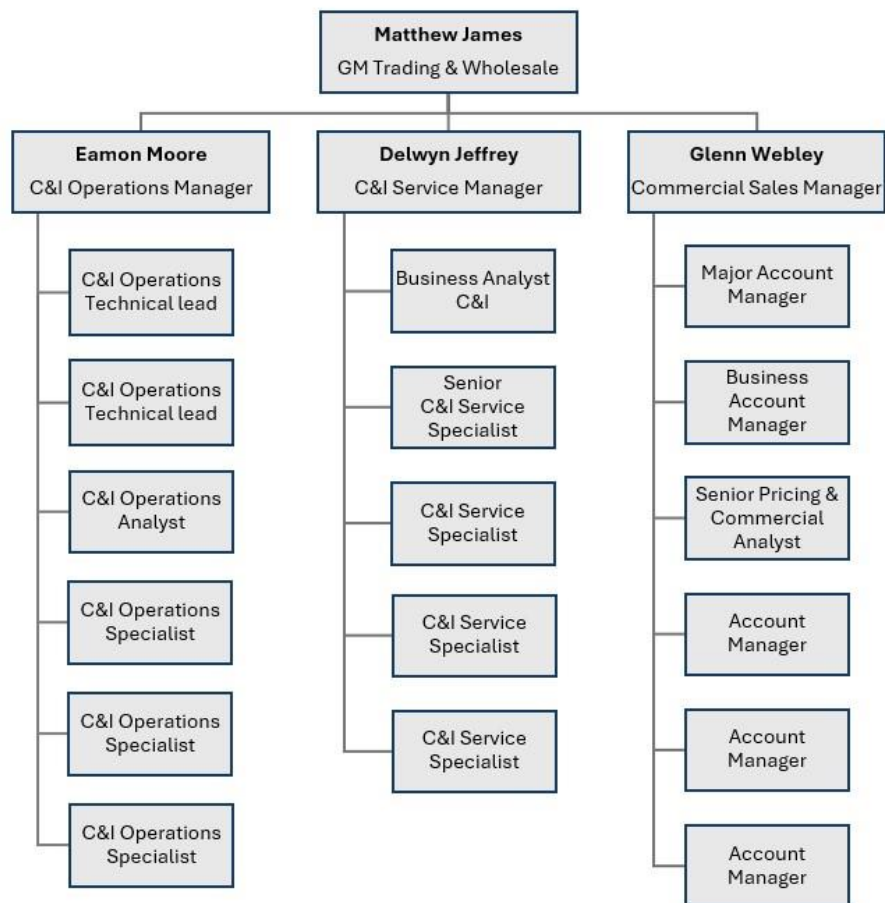 Matthew James
GM Trading & Wholesale
Eamon Moore
C&I Operations Manager
Delwyn Jeffrey
C&I Service Manager
Glenn Webley
Commercial Sales Manager
C&I Operations
Technical lead
C&I Operations
Technical lead
C&I Operations
Analyst
C&I Operations
Specialist
C&I Operations
Specialist
C&I Operations
Specialist
Business Analyst
C&I
Senior
C&I Service
Specialist
C&I Service
Specialist
C&I Service
Specialist
C&I Service
Specialist
Major Account
Manager
Business
Account
Manager
Senior Pricing &
Commercial
Analyst
Account
Manager
Account
Manager
Account
Manager